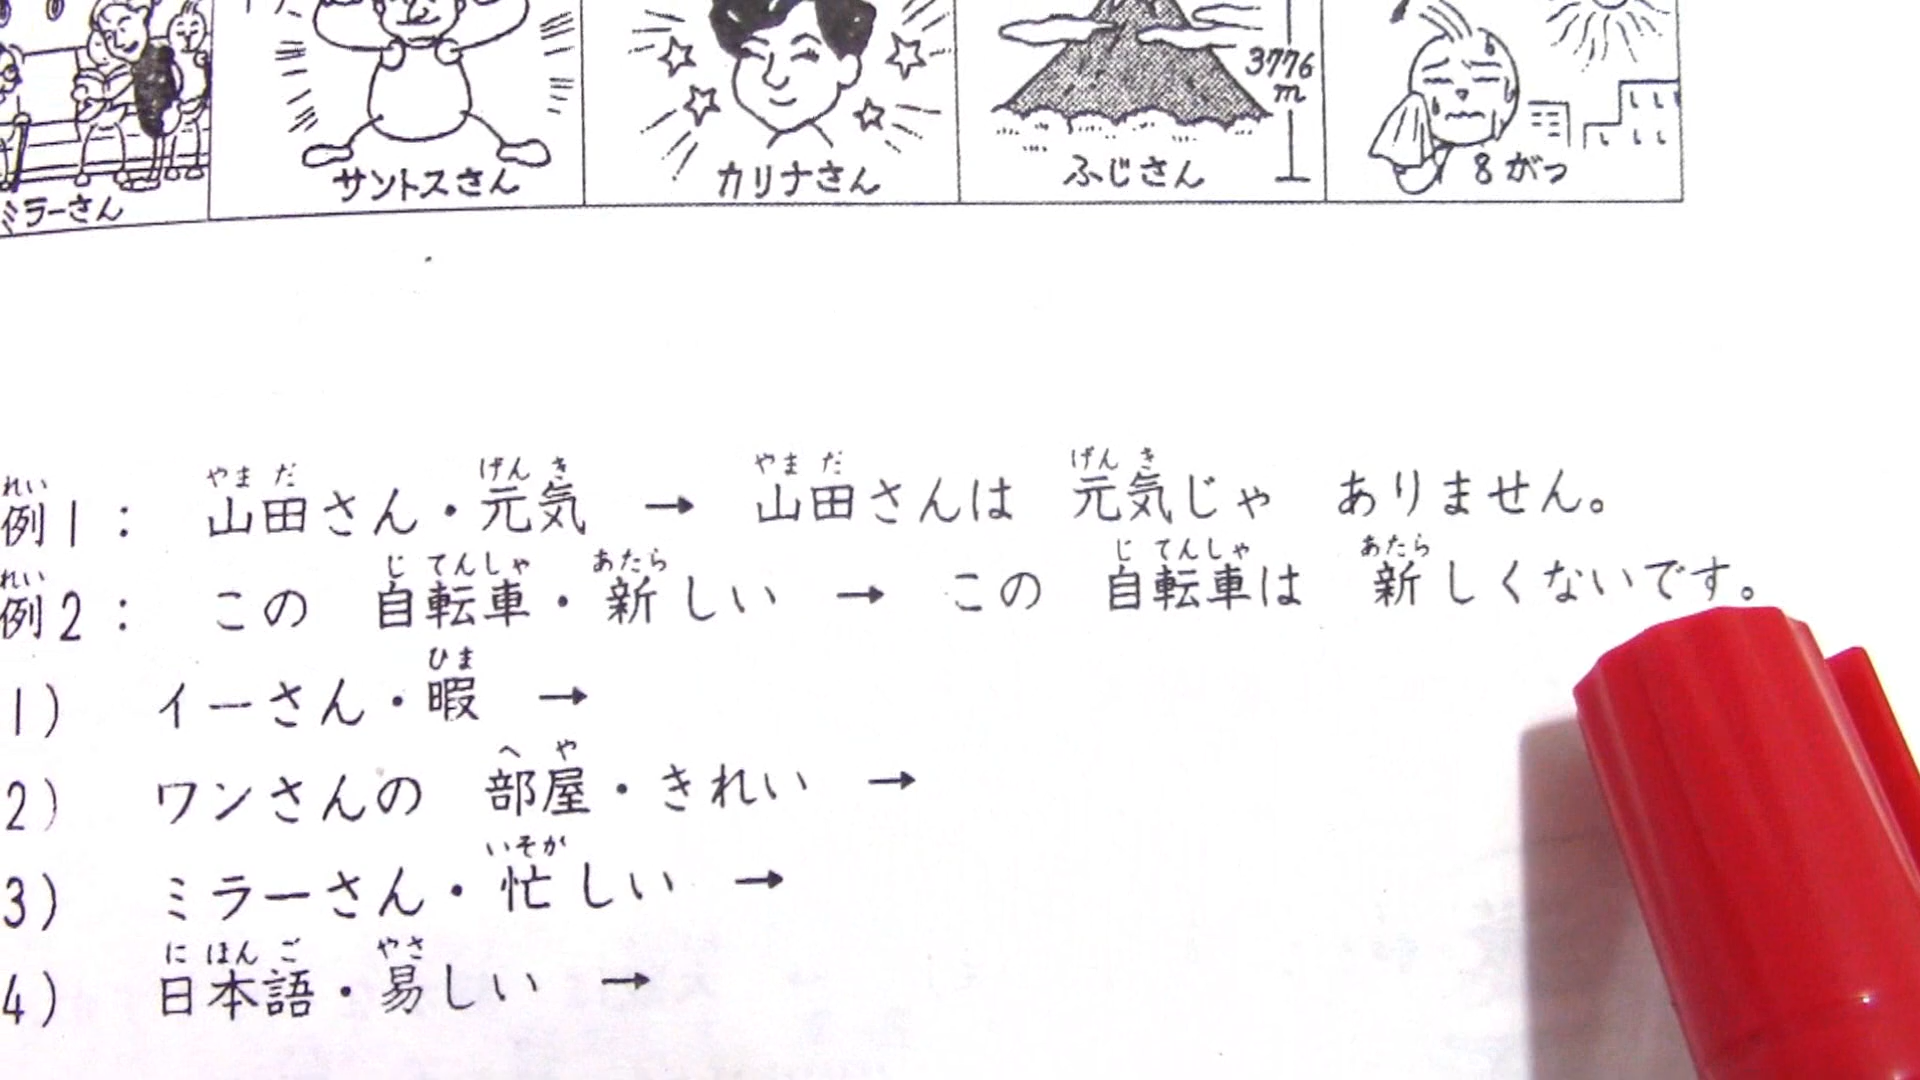 ミラーさん
サントスさん
カリナさん
3776
m
ふじさん
8がつ
れい やまだ げんき やまだ げんき
例1： 山田さん・元気 → 山田さんは 元気じゃ ありません。
れい じてんしゃ あたら じてんしゃ あたら
例2： この 自転車・新しい → この 自転車は 新しくないです。
ひま
1） イーさん・暇 →
へや
2） ワンさんの 部屋・きれい →
いそが
3） ミラーさん・忙しい →
にほんご やさ
4） 日本語・易しい →